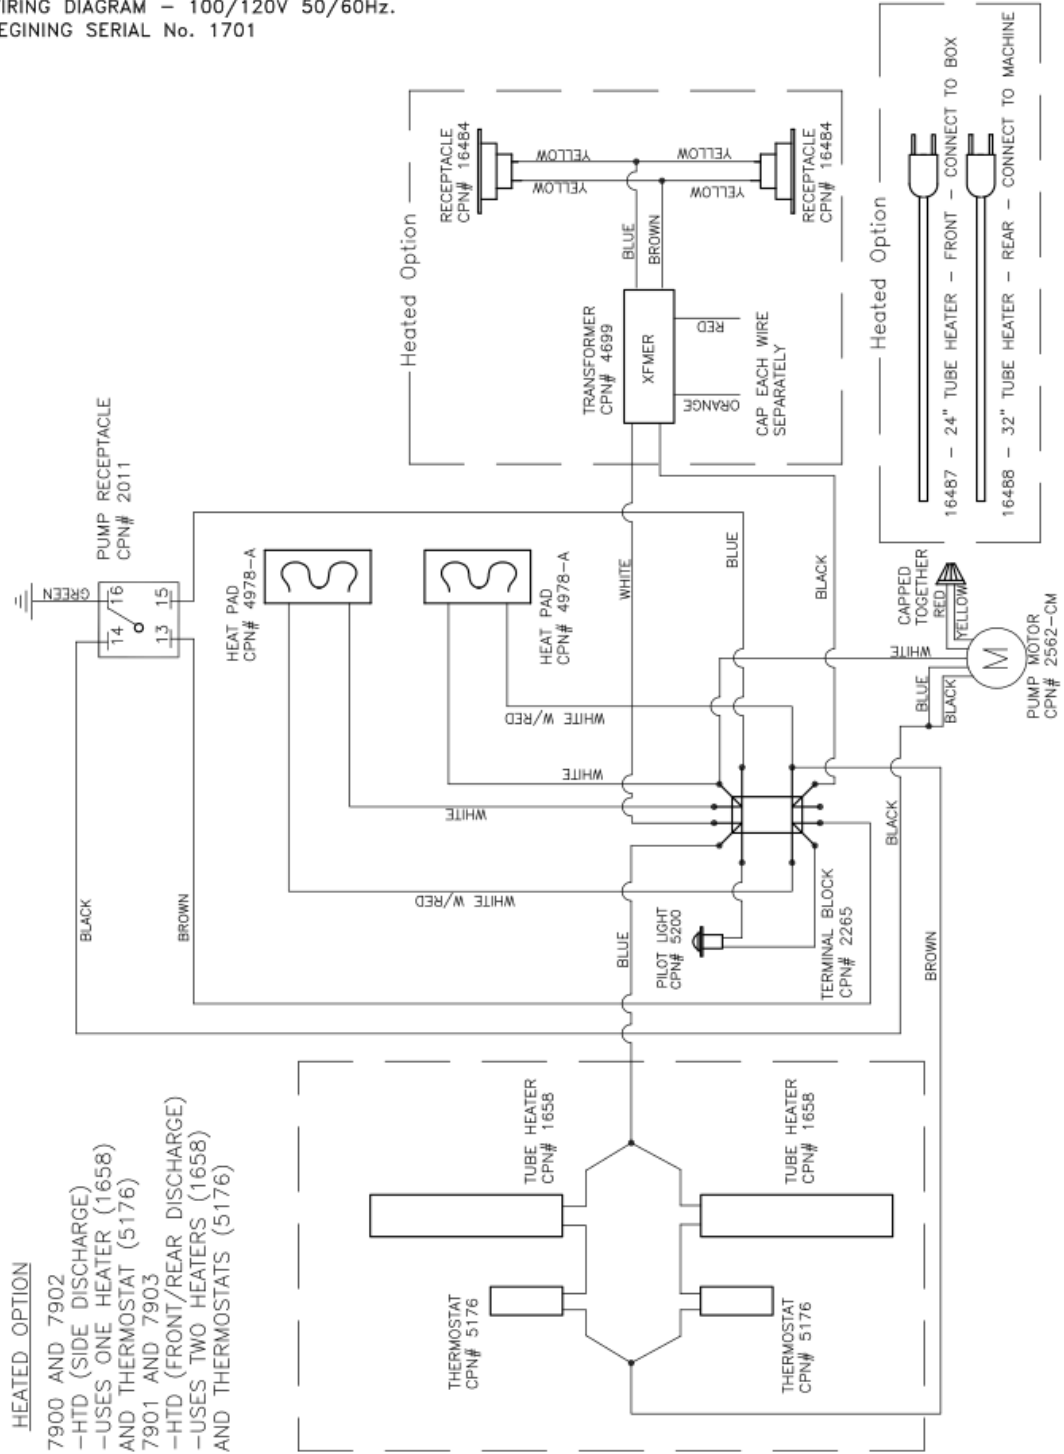 IRING DIAGRAM – 100/120V 50/60Hz.
EGINING SERIAL No. 1701
HEATED OPTION
7900 AND 7902
-HTD (SIDE DISCHARGE)
-USES ONE HEATER (1658)
AND THERMOSTAT (5176)
7901 AND 7903
-HTD (FRONT/REAR DISCHARGE)
-USES TWO HEATERS (1658)
AND THERMOSTATS (5176)
THERMOSTAT
CPN# 5176
THERMOSTAT
CPN# 5176
TUBE HEATER
CPN# 1658
TUBE HEATER
CPN# 1658
BLACK
BROWN
BLUE
WHITE W/RED
PILOT LIGHT
CPN# 5200
TERMINAL BLOCK
CPN# 2265
BROWN
BLACK
WHITE
WHITE
WHITE W/RED
PUMP RECEPTACLE
CPN# 2011
GREEN
16
15
14
13
HEAT PAD
CPN# 4978-A
HEAT PAD
CPN# 4978-A
WHITE
BLUE
BLACK
WHITE
BLUE
BLACK
CAPPED
TOGETHER
RED
YELLOW
M
PUMP MOTOR
CPN# 2562-CM
Heated Option
TRANSFORMER
CPN# 4699
XFMER
ORANGE
RED
CAP EACH WIRE
SEPARATELY
BLUE
BROWN
RECEPTACLE
CPN# 16484
YELLOW
YELLOW
YELLOW
YELLOW
RECEPTACLE
CPN# 16484
Heated Option
16487 – 24" TUBE HEATER – FRONT – CONNECT TO BOX
16488 – 32" TUBE HEATER – REAR – CONNECT TO MACHINE